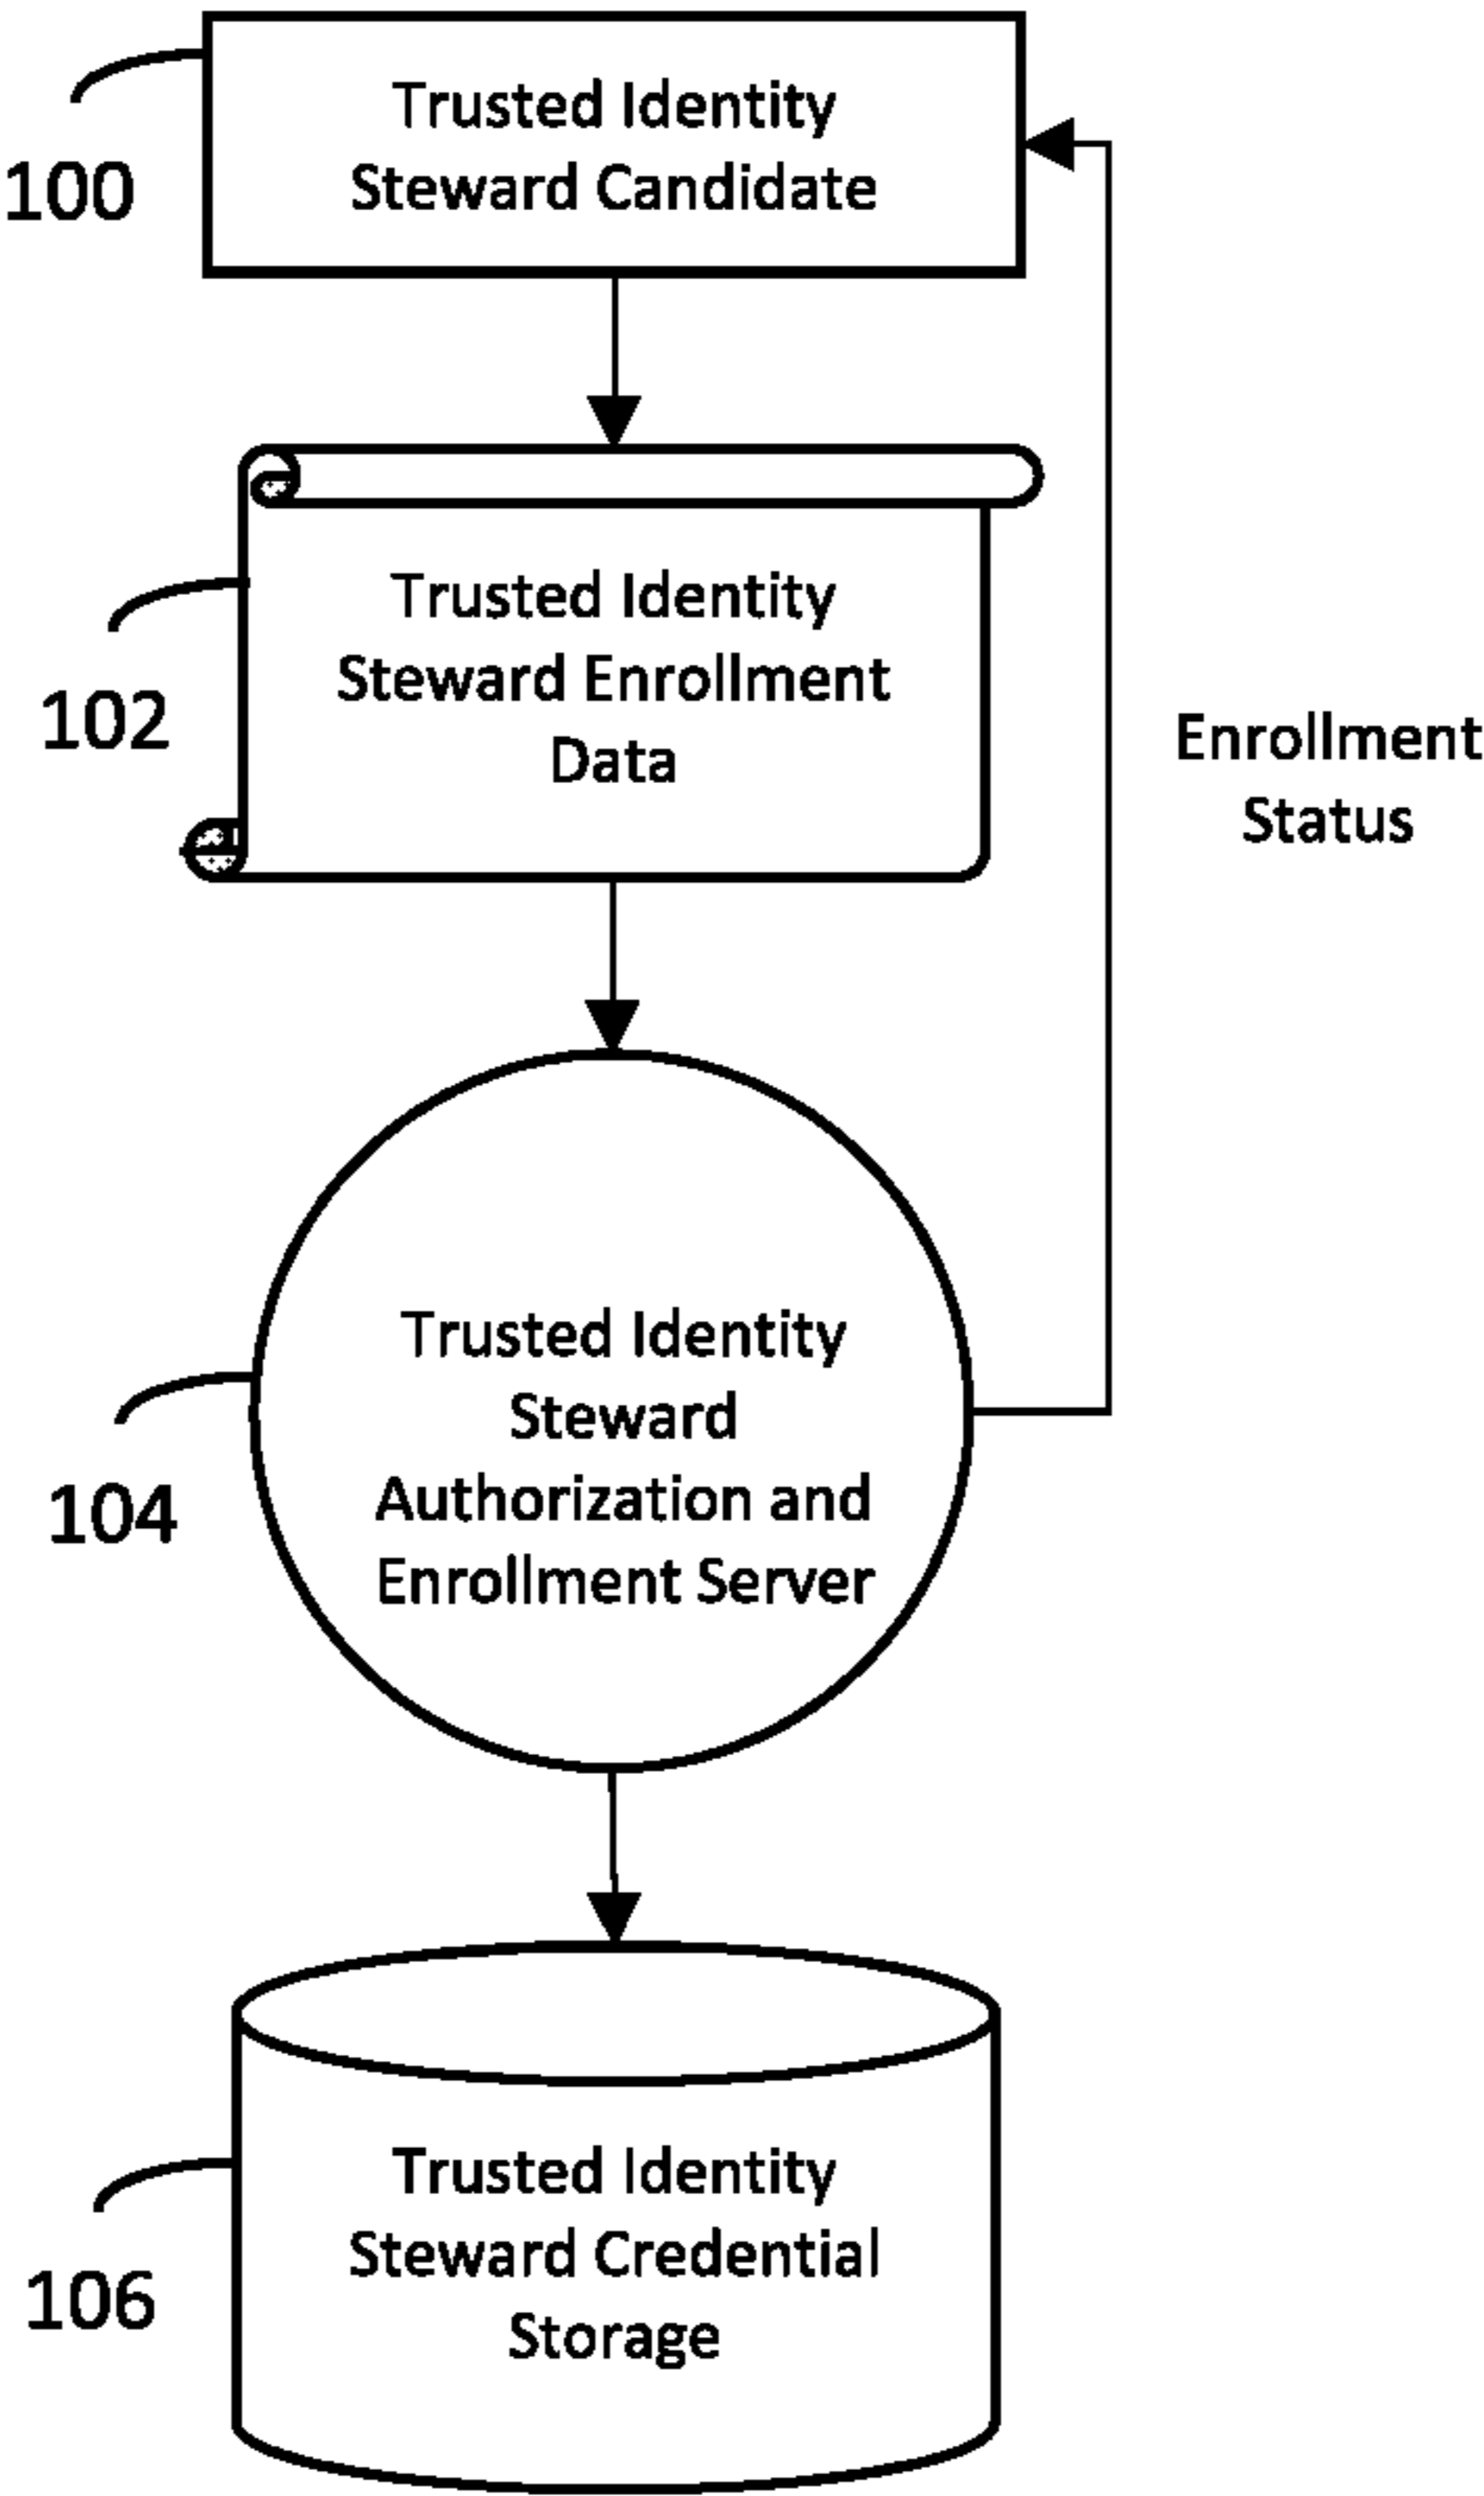 Trusted Identity
Steward Candidate
100
Trusted Identity
Steward Enrollment
Data
102
Enrollment
Status
Trusted Identity
Steward
Authorization and
Enrollment Server
104
Trusted Identity
Steward Credential
Storage
106